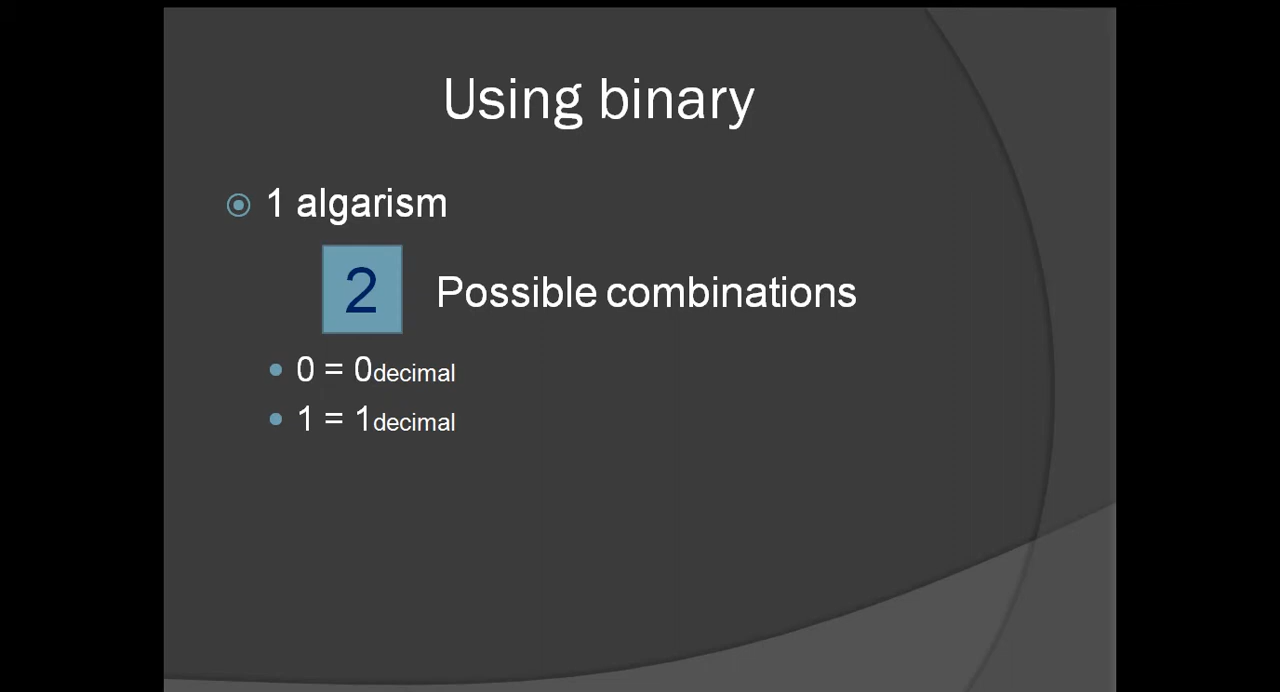 Using binary
1 algarism
2 Possible combinations
0 = 0decimal
1 = 1decimal